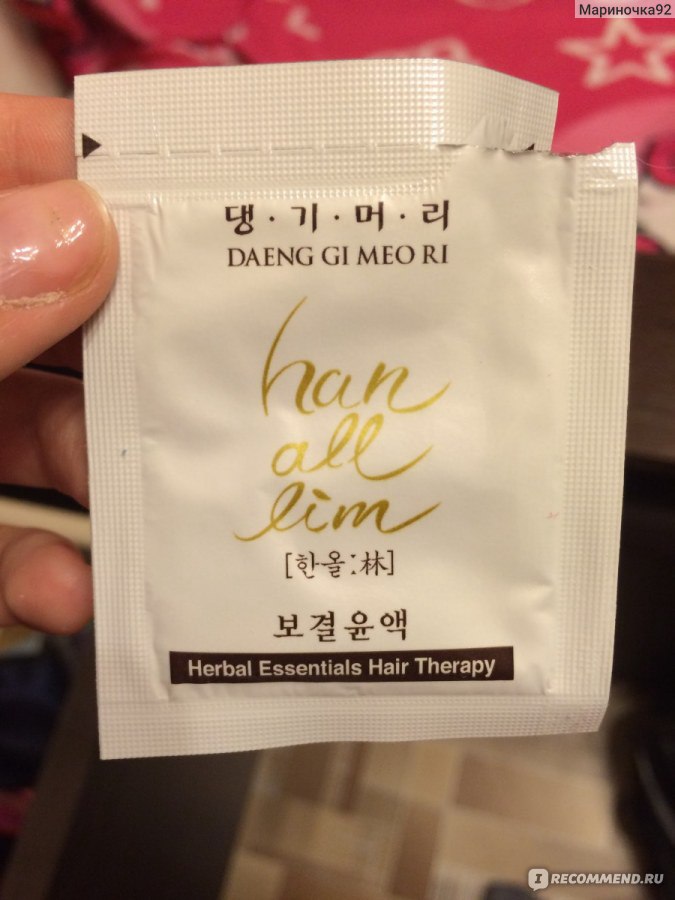 Мариночка92
댕·기·머·리
DAENG GI MEO RI
han
all
lim
[한올:林]
보결윤액
Herbal Essentials Hair Therapy
IRECOMMEND.RU